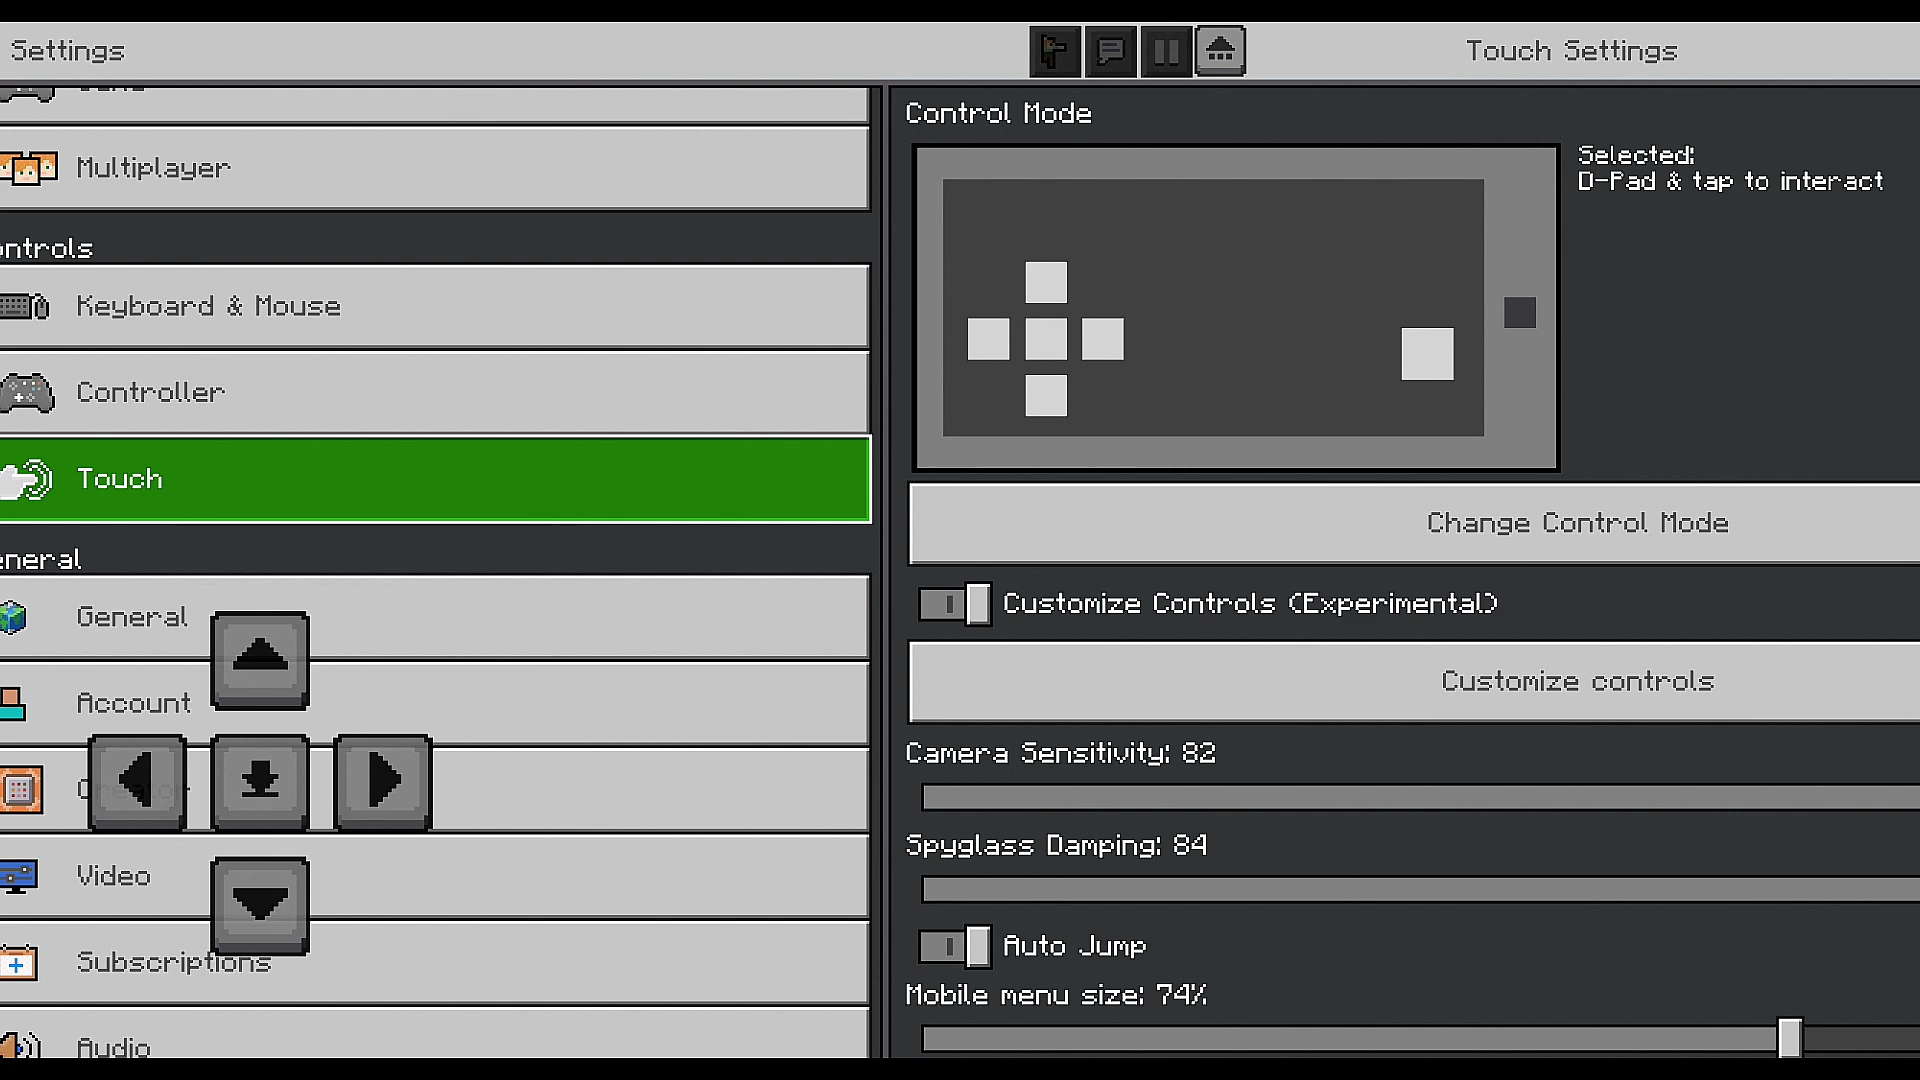 Settings
Touch Settings
Multiplayer
ontrols
Keyboard & Mouse
Controller
Touch
eneral
General
Account
Video
Subscriptions
Audio
Control Mode
Selected:
D-Pad & tap to interact
Change Control Mode
Customize Controls (Experimental)
Customize controls
Camera Sensitivity: 82
Spyglass Damping: 84
Auto Jump
Mobile menu size: 74%